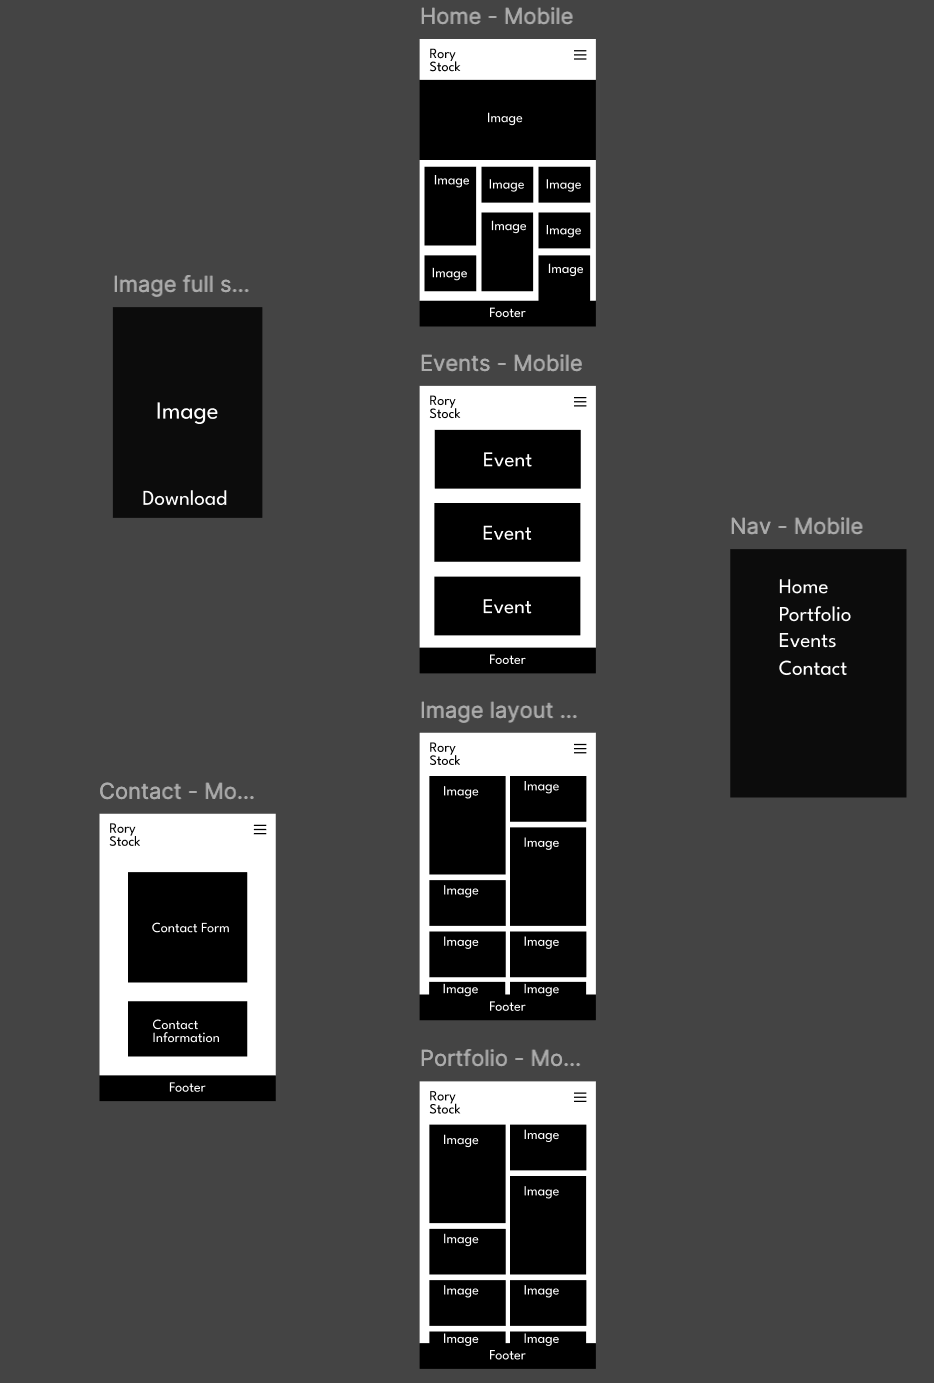 Home - Mobile
Rory
Stock
Image
Image
Image
Image
Image
Image
Image
Image
Footer
Image full s...
Image
Download
Events - Mobile
Rory
Stock
Event
Event
Event
Footer
Nav - Mobile
Home
Portfolio
Events
Contact
Image layout ...
Rory
Stock
Image
Image
Image
Image
Image
Image
Image
Image
Footer
Contact - Mo...
Rory
Stock
Contact Form
Contact
Information
Footer
Portfolio - Mo...
Rory
Stock
Image
Image
Image
Image
Image
Image
Image
Image
Footer